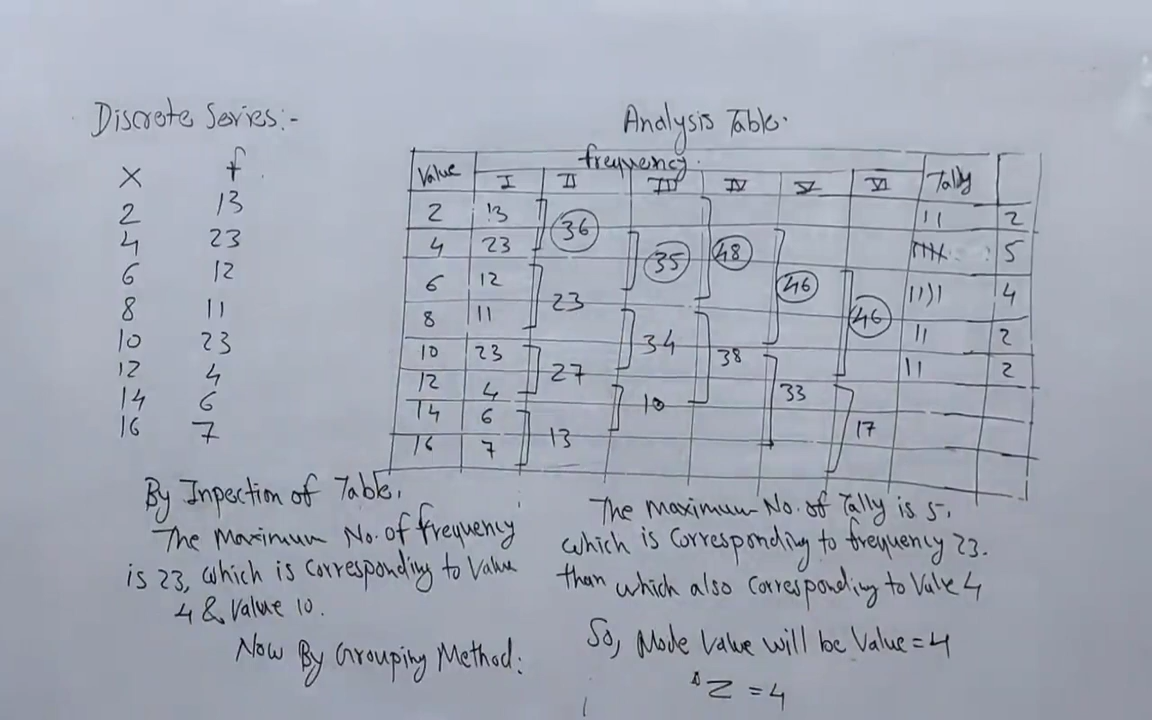 Discrete Series:-
X f
2 13
4 23
6 12
8 11
10 23
12 4
14 6
16 7
By Inpection of Table,
The Maximum No. of frequency
is 23, which is corresponding to Value
4 & Value 10.
Now By Grouping Method:
Analysis Table.
frequency.
Value I II III IV V VI Tally
2 13 36 48 || 2
4 23 35 46 |||| 5
6 12 23 46 |||| 4
8 11 34 38 || 2
10 23 27 33 || 2
12 4 10 17
14 6 13
16 7
The Maximum No. of Tally is 5,
which is Corresponding to frequency 23.
than which also Corresponding to Valve 4
So, Mode Value will be Value = 4
Z = 4